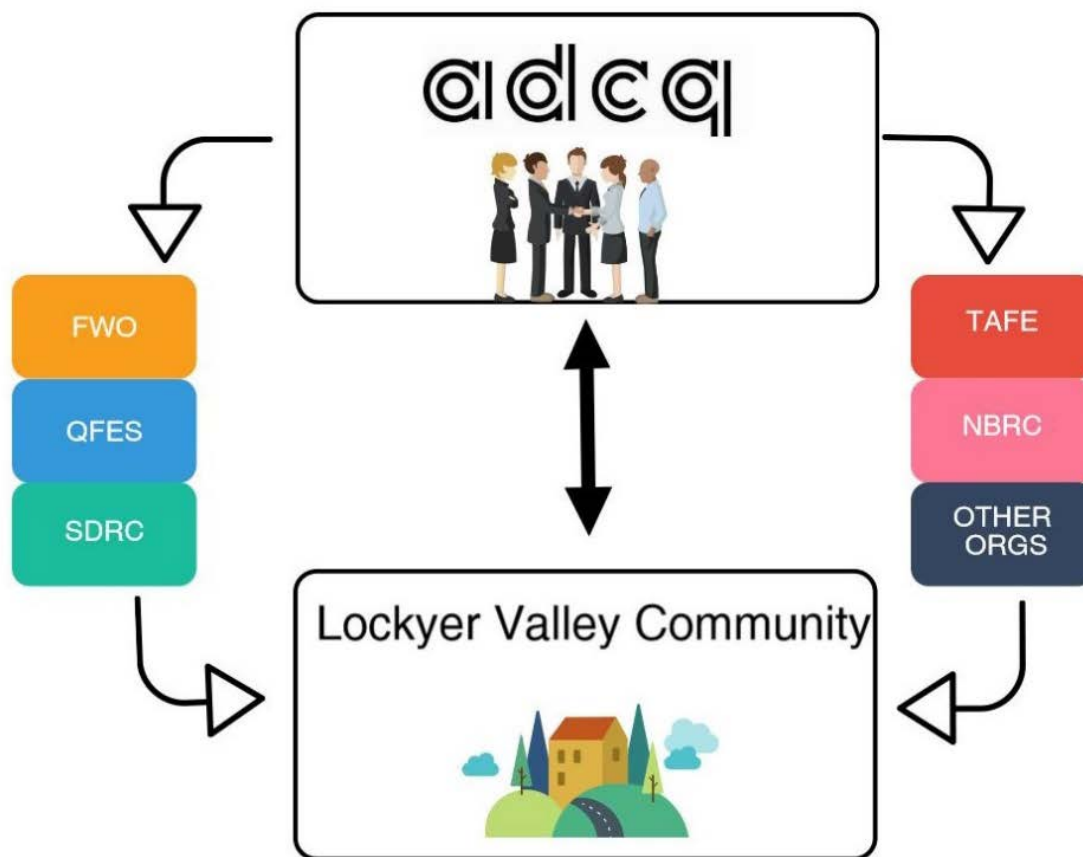 adcq
FWO
QFES
SDRC
TAFE
NBRC
OTHER
ORGS
Lockyer Valley Community